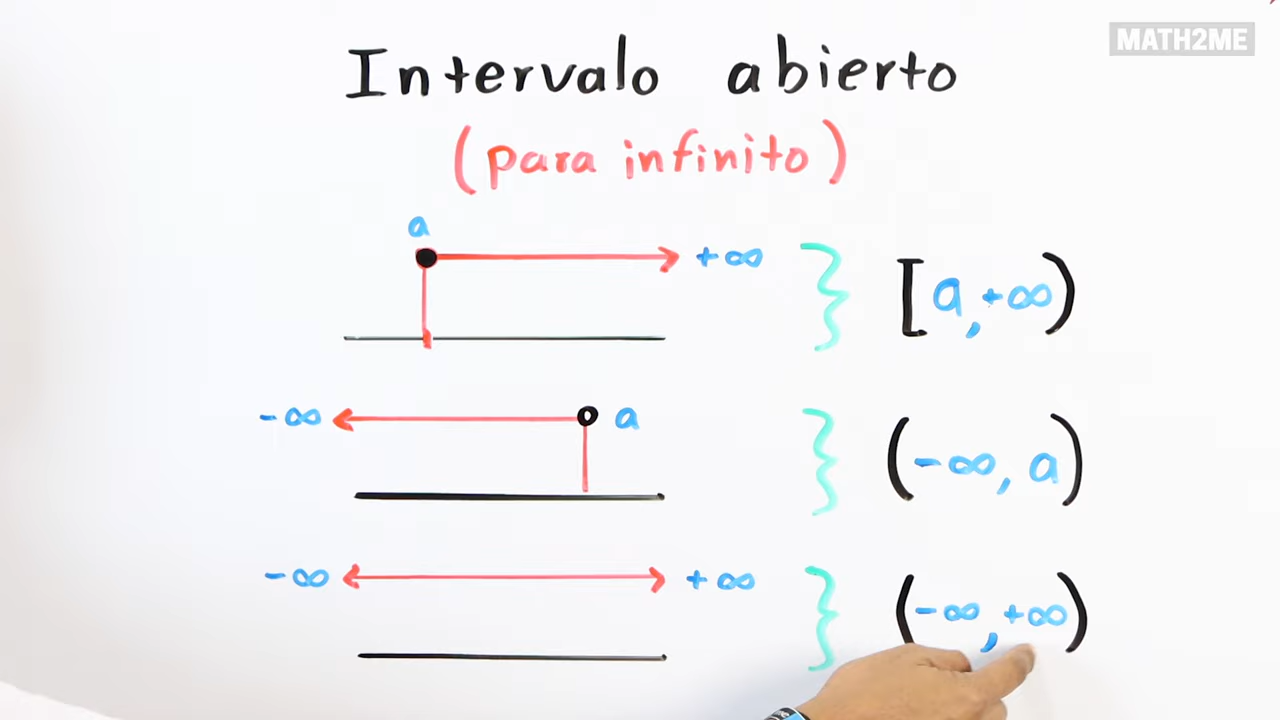 MATH2ME
Intervalo abierto
(para infinito)
a
+∞
[a,+∞)
-∞
a
(-∞, a)
-∞
+∞
(-∞,+∞)